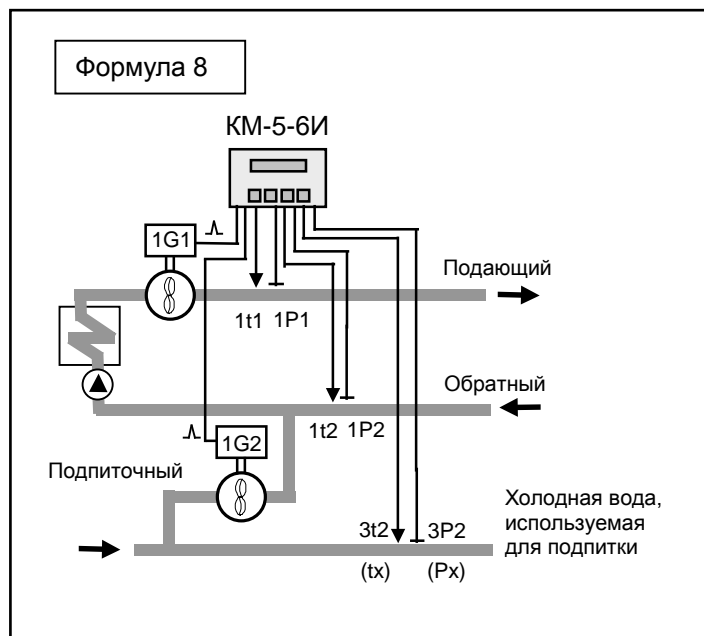 Формула 8
КМ-5-6И
1G1
Подающий
1t1 1P1
Обратный
1t2 1P2
1G2
Подпиточный
Холодная вода,
используемая
для подпитки
3t2 3P2
(tx) (Px)